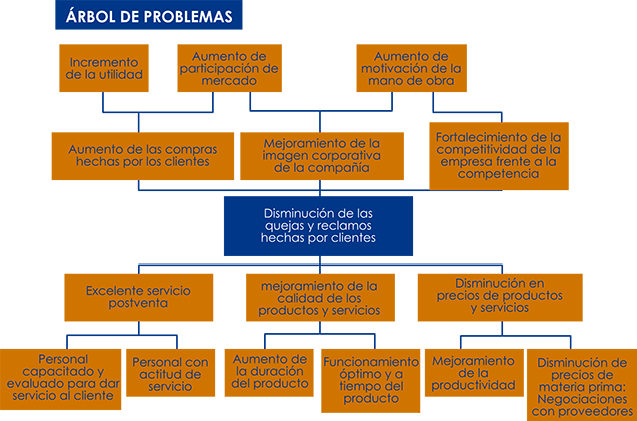 ÁRBOL DE PROBLEMAS
Incremento
de la utilidad
Aumento de
participación de
mercado
Aumento de
motivación de la
mano de obra
Aumento de las compras
hechas por los clientes
Mejoramiento de la
imagen corporativa
de la compañía
Fortalecimiento de la
competitividad de la
empresa frente a la
competencia
Disminución de las
quejas y reclamos
hechas por clientes
Excelente servicio
postventa
mejoramiento de la
calidad de los
productos y servicios
Disminución en
precios de productos
y servicios
Personal
capacitado y
evaluado para dar
servicio al cliente
Personal con
actitud de
servicio
Aumento de
la duración
del producto
Funcionamiento
óptimo y a
tiempo del
producto
Mejoramiento
de la
productividad
Disminución de
precios de
materia prima:
Negociaciones
con proveedores